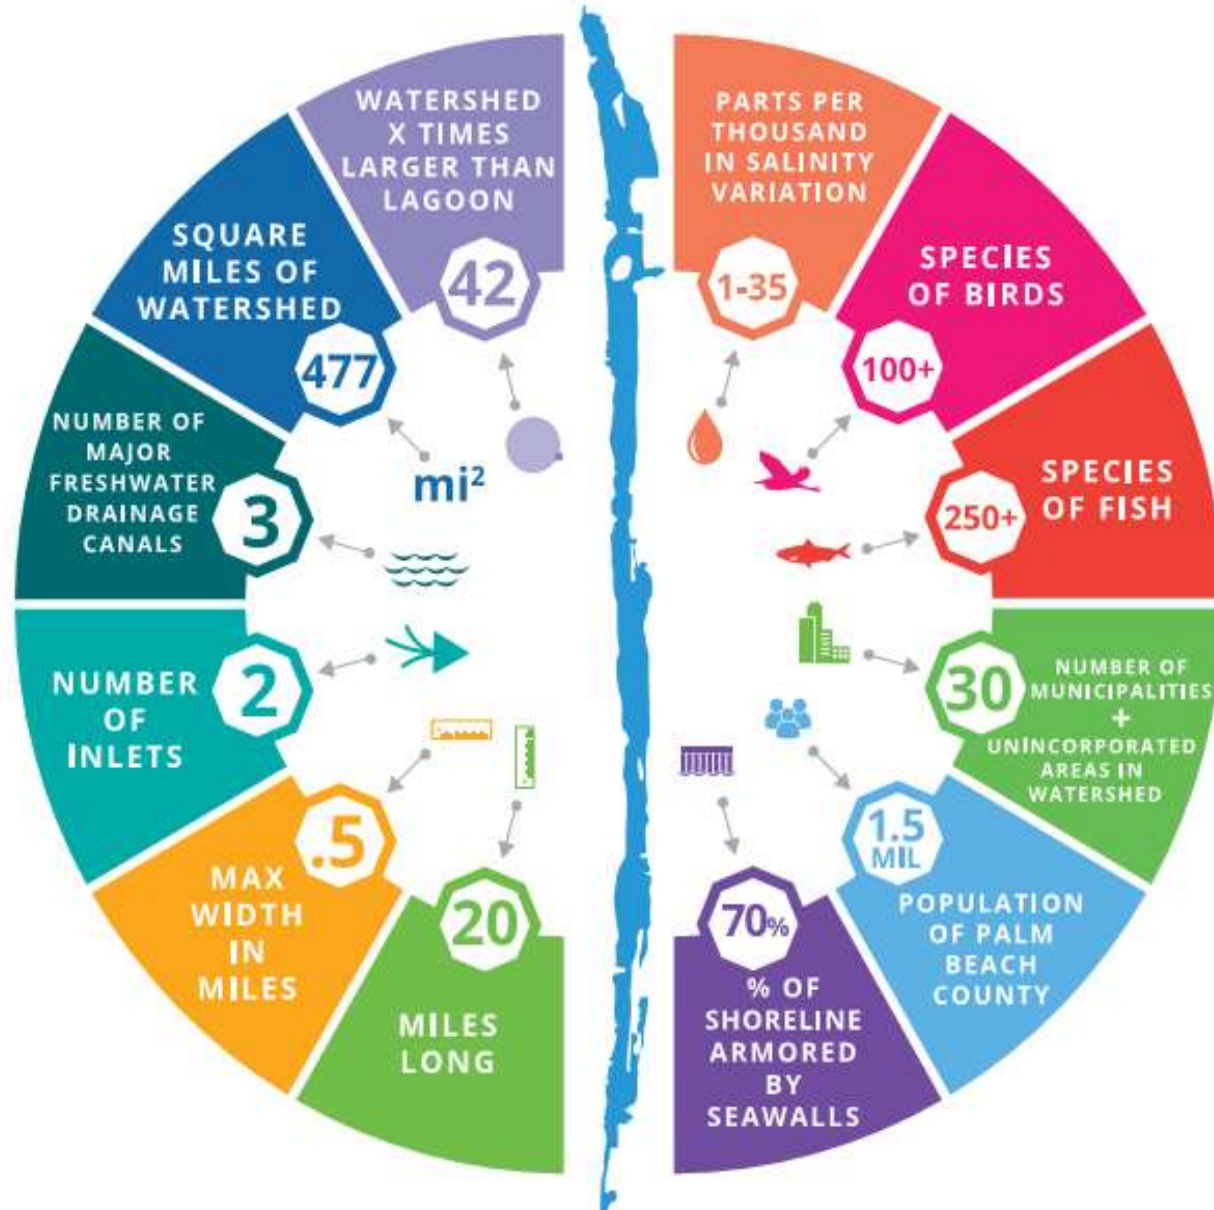 WATERSHED
X TIMES
LARGER THAN
LAGOON
42
SQUARE
MILES OF
WATERSHED
477
mi²
NUMBER OF
MAJOR
FRESHWATER
DRAINAGE
CANALS
3
NUMBER
OF
INLETS
2
MAX
WIDTH
IN
MILES
.5
MILES
LONG
20
PARTS PER
THOUSAND
IN SALINITY
VARIATION
1-35
SPECIES
OF BIRDS
100+
SPECIES
OF FISH
250+
NUMBER OF
MUNICIPALITIES
+
UNINCORPORATED
AREAS IN
WATERSHED
30
1.5
MIL
POPULATION
OF PALM
BEACH
COUNTY
70%
% OF
SHORELINE
ARMORED
BY
SEAWALLS